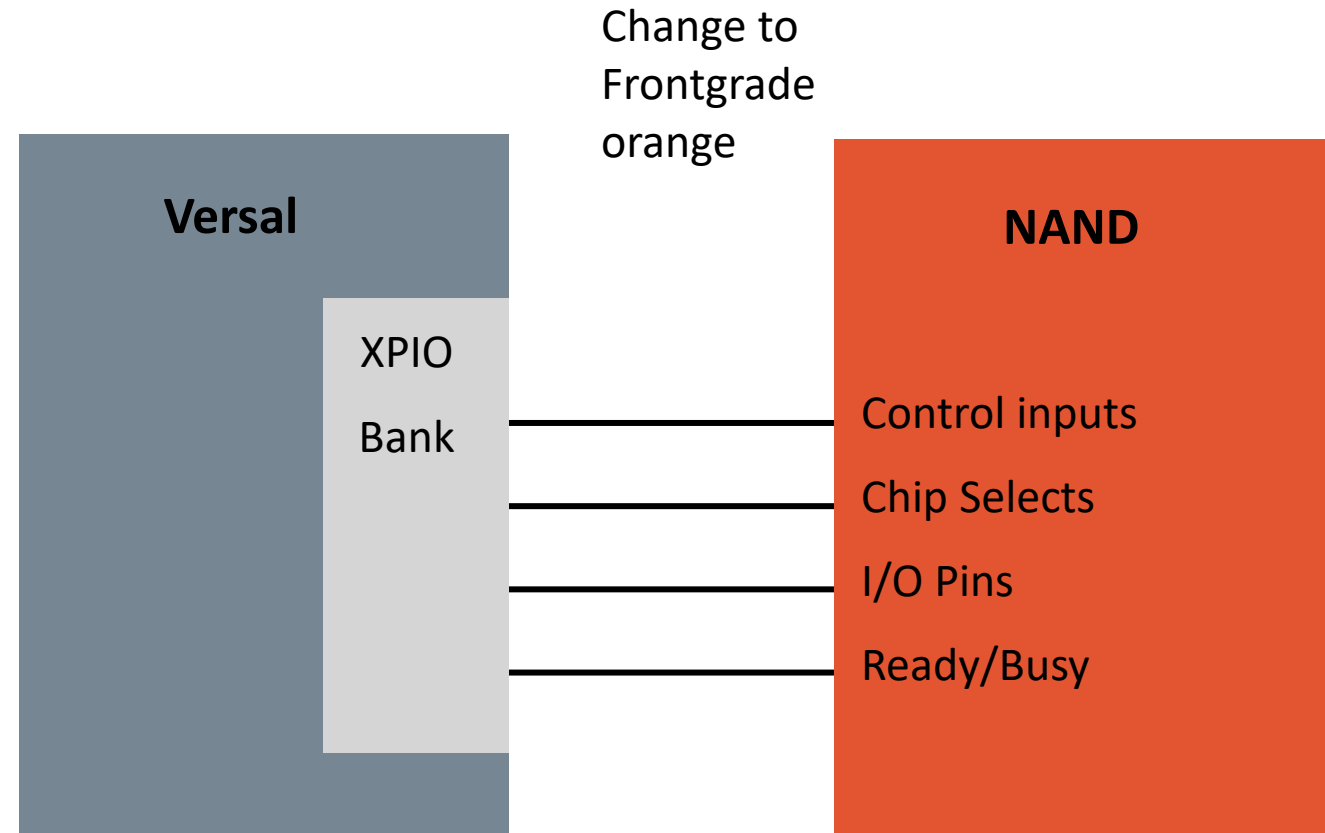 Change to
Frontgrade
orange
Versal
NAND
XPIO
Bank
Control inputs
Chip Selects
I/O Pins
Ready/Busy